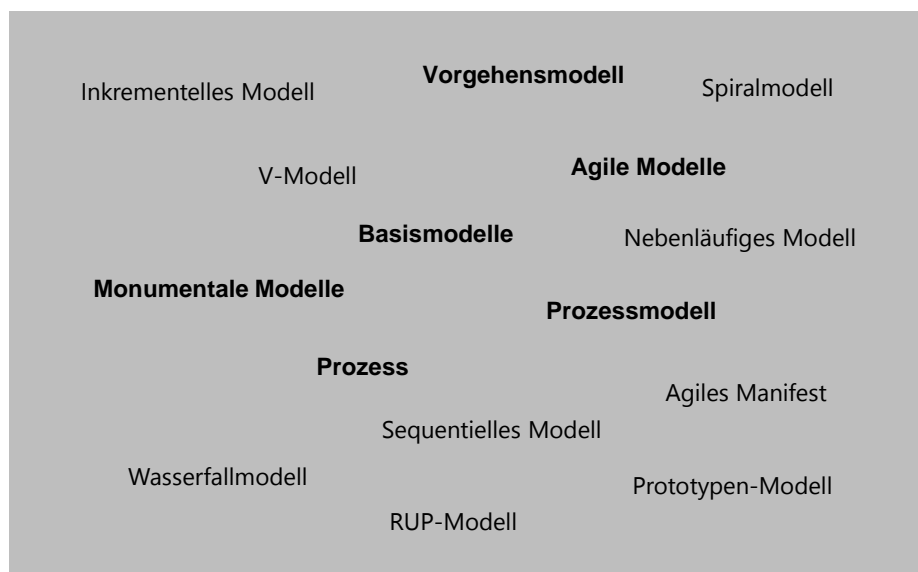 Vorgehensmodell
Inkrementelles Modell
Spiralmodell
V-Modell
Agile Modelle
Basismodelle
Nebenläufiges Modell
Monumentale Modelle
Prozessmodell
Prozess
Agiles Manifest
Sequentielles Modell
Wasserfallmodell
Prototypen-Modell
RUP-Modell